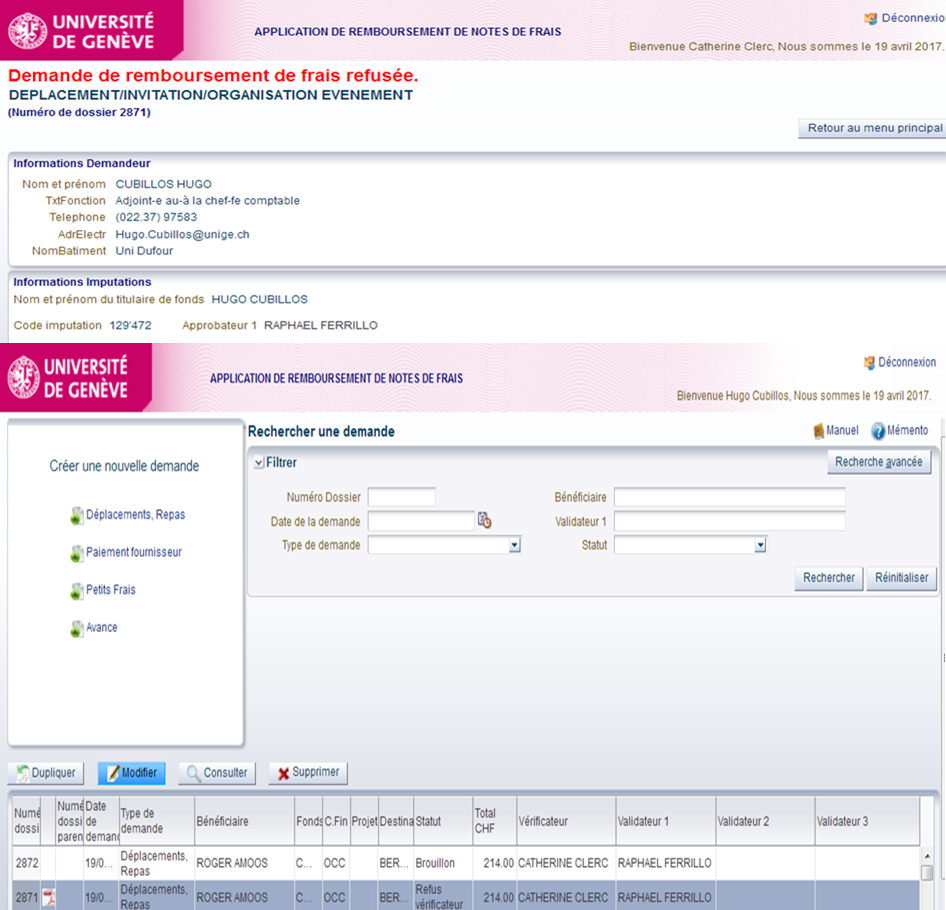 UNIVERSITÉ
DE GENÈVE
APPLICATION DE REMBOURSEMENT DE NOTES DE FRAIS
Déconnexio
Bienvenue Catherine Clerc, Nous sommes le 19 avril 2017.
Demande de remboursement de frais refusée.
DEPLACEMENT/INVITATION/ORGANISATION EVENEMENT
(Numéro de dossier 2871)
Retour au menu principal
Informations Demandeur
Nom et prénom CUBILLOS HUGO
TxtFonction Adjoint-e au-à la chef-fe comptable
Telephone (022.37) 97583
AdrElectr Hugo.Cubillos@unige.ch
NomBatiment Uni Dufour
Informations Imputations
Nom et prénom du titulaire de fonds HUGO CUBILLOS
Code imputation 129'472 Approbateur 1 RAPHAEL FERRILLO
UNIVERSITÉ
DE GENÈVE
APPLICATION DE REMBOURSEMENT DE NOTES DE FRAIS
Déconnexion
Bienvenue Hugo Cubillos, Nous sommes le 19 avril 2017.
Créer une nouvelle demande
Déplacements, Repas
Paiement fournisseur
Petits Frais
Avance
Rechercher une demande
Manuel Mémento
Filtrer
Recherche avancée
Numéro Dossier Bénéficiaire
Date de la demande Validateur 1
Type de demande Statut
Rechercher Réinitialiser
Dupliquer Modifier Consulter Supprimer
Numé dossi Numé dossi paren Date de demand Type de demande Bénéficiaire Fonds C.Fin Projet Destina Statut Total CHF Vérificateur Validateur 1 Validateur 2 Validateur 3
2872 19/0... Déplacements, Repas ROGER AMOOS C... OCC BER... Brouillon 214.00 CATHERINE CLERC RAPHAEL FERRILLO
2871 19/0... Déplacements, Repas ROGER AMOOS C... OCC BER... Refus vérificateur 214.00 CATHERINE CLERC RAPHAEL FERRILLO